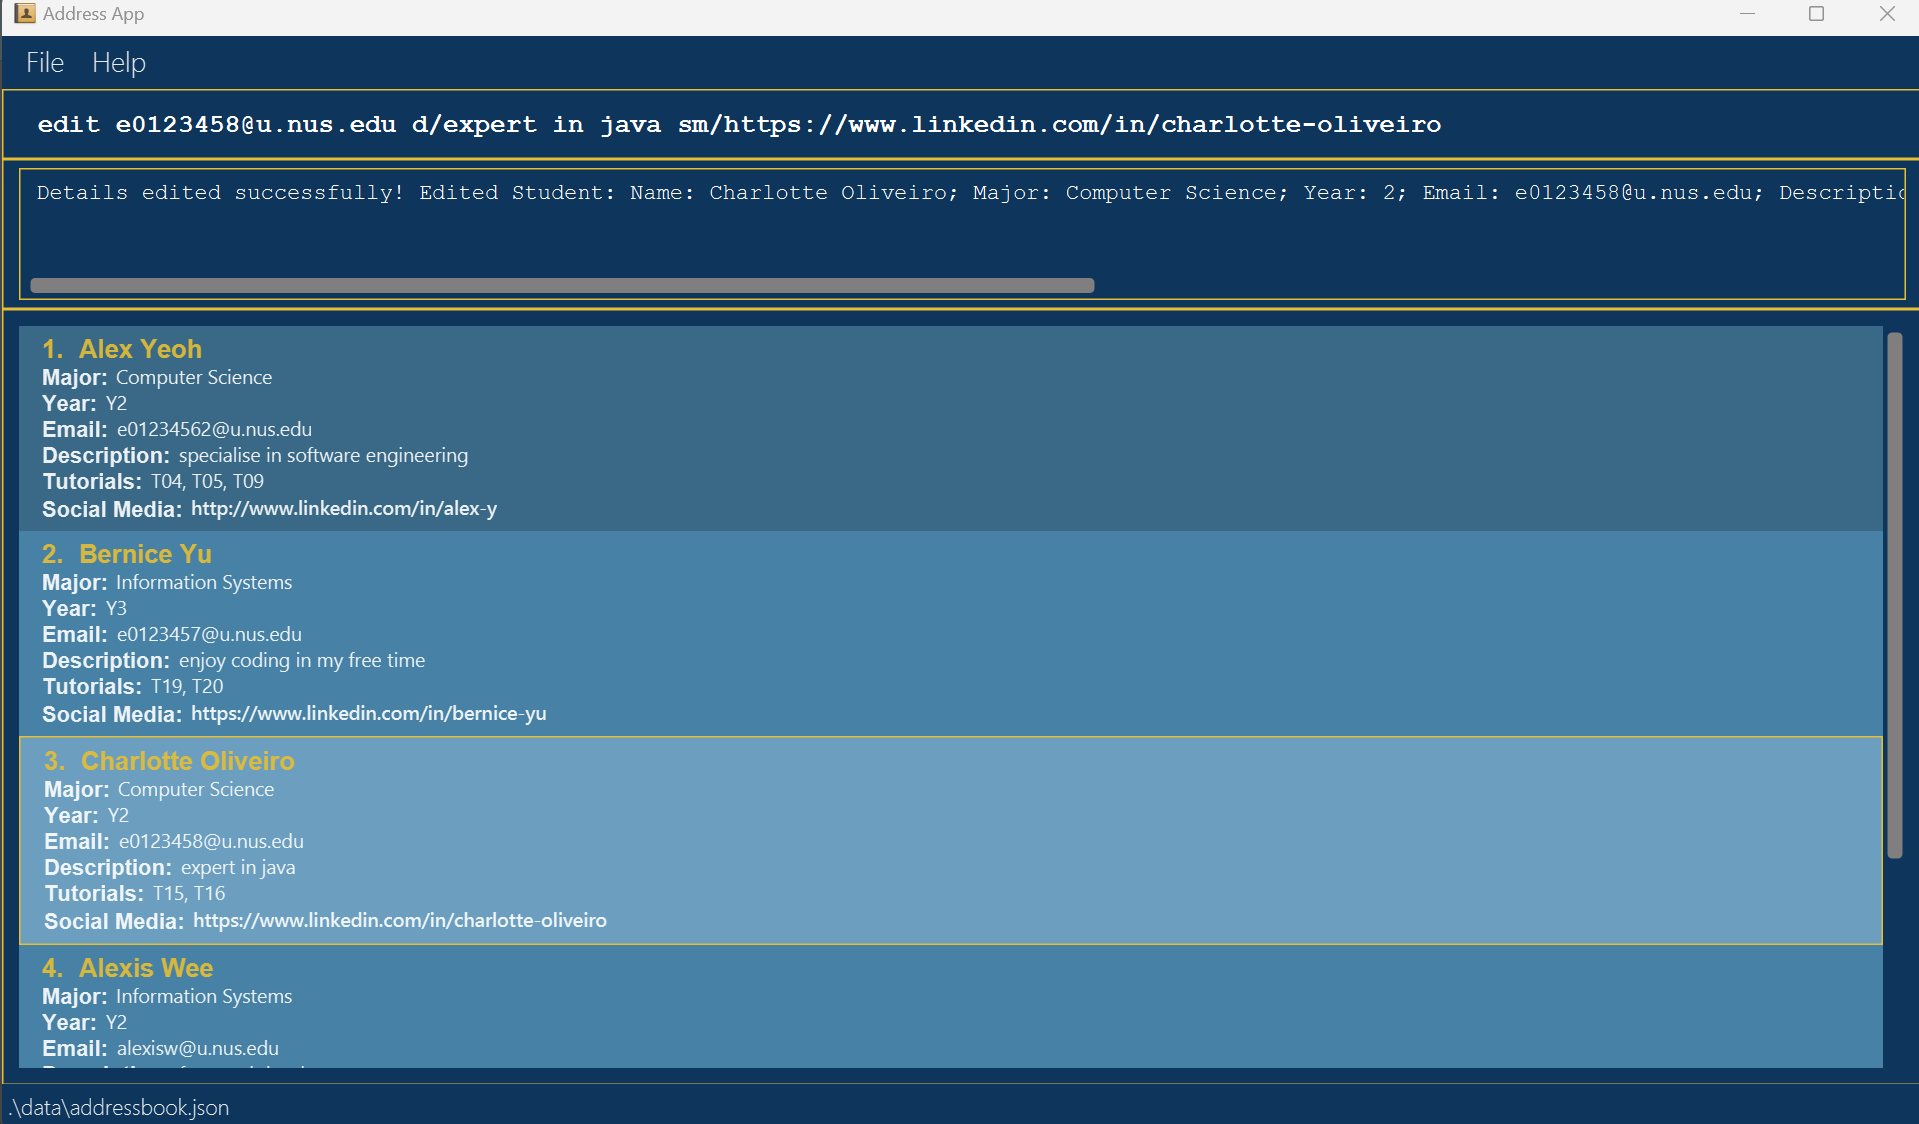 Address App
File Help
edit e0123458@u.nus.edu d/expert in java sm/https://www.linkedin.com/in/charlotte-oliveiro
Details edited successfully! Edited Student: Name: Charlotte Oliveiro; Major: Computer Science; Year: 2; Email: e0123458@u.nus.edu;
1. Alex Yeoh
Major: Computer Science
Year: Y2
Email: e01234562@u.nus.edu
Description: specialise in software engineering
Tutorials: T04, T05, T09
Social Media: http://www.linkedin.com/in/alex-y
2. Bernice Yu
Major: Information Systems
Year: Y3
Email: e0123457@u.nus.edu
Description: enjoy coding in my free time
Tutorials: T19, T20
Social Media: https://www.linkedin.com/in/bernice-yu
3. Charlotte Oliveiro
Major: Computer Science
Year: Y2
Email: e0123458@u.nus.edu
Description: expert in java
Tutorials: T15, T16
Social Media: https://www.linkedin.com/in/charlotte-oliveiro
4. Alexis Wee
Major: Information Systems
Year: Y2
Email: alexisw@u.nus.edu
.\data\addressbook.json